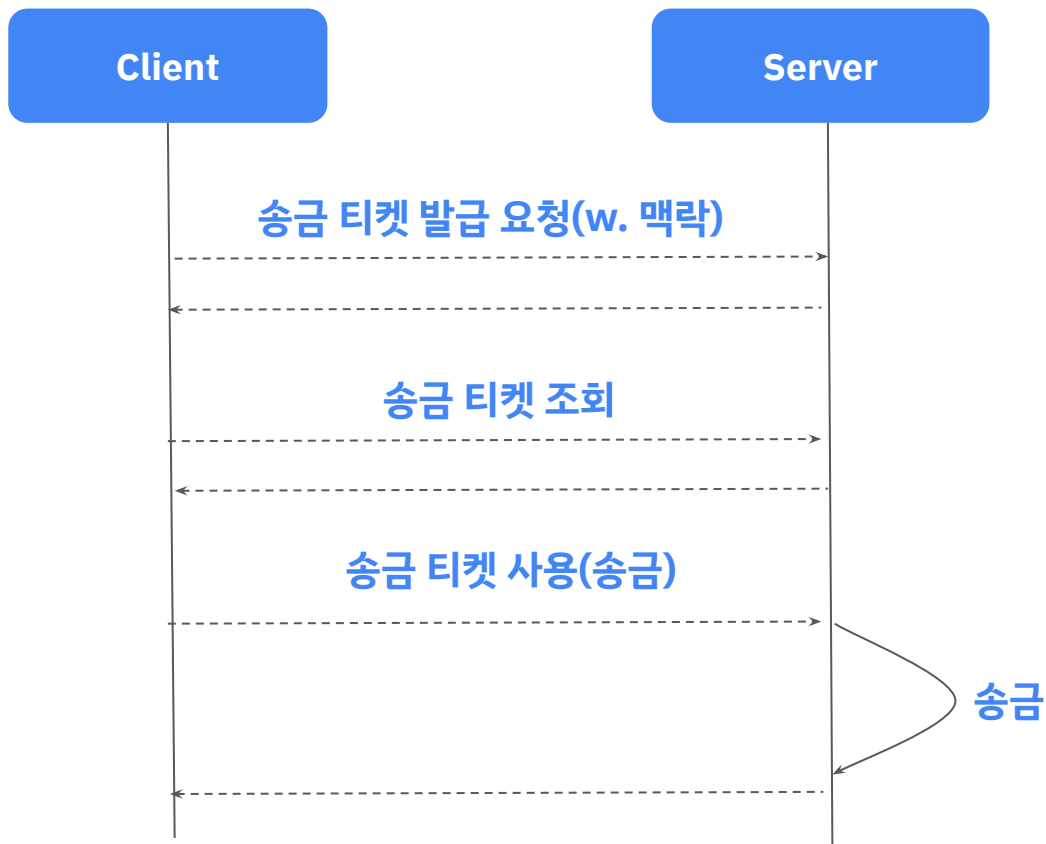 Client
Server
송금 티켓 발급 요청(w. 맥락)
송금 티켓 조회
송금 티켓 사용(송금)
송금